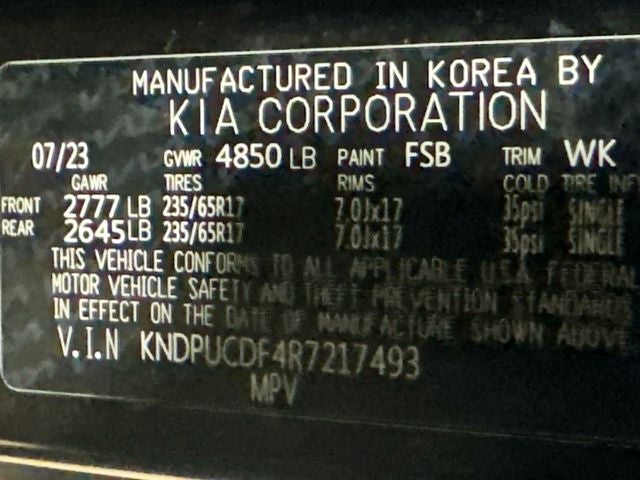 MANUFACTURED IN KOREA BY
KIA CORPORATION
07/23 GVWR 4850 LB PAINT FSB TRIM WK
GAWR TIRES RIMS COLD TIRE INF
FRONT 2777 LB 235/65R17 7.0Jx17 35psi SINGLE
REAR 2645 LB 235/65R17 7.0Jx17 35psi SINGLE
THIS VEHICLE CONFORMS TO ALL APPLICABLE U.S.A. FEDERAL
MOTOR VEHICLE SAFETY AND THEFT PREVENTION STANDARDS
IN EFFECT ON THE DATE OF MANUFACTURE SHOWN ABOVE
V.I.N KNDPUCDF4R7217493
MPV